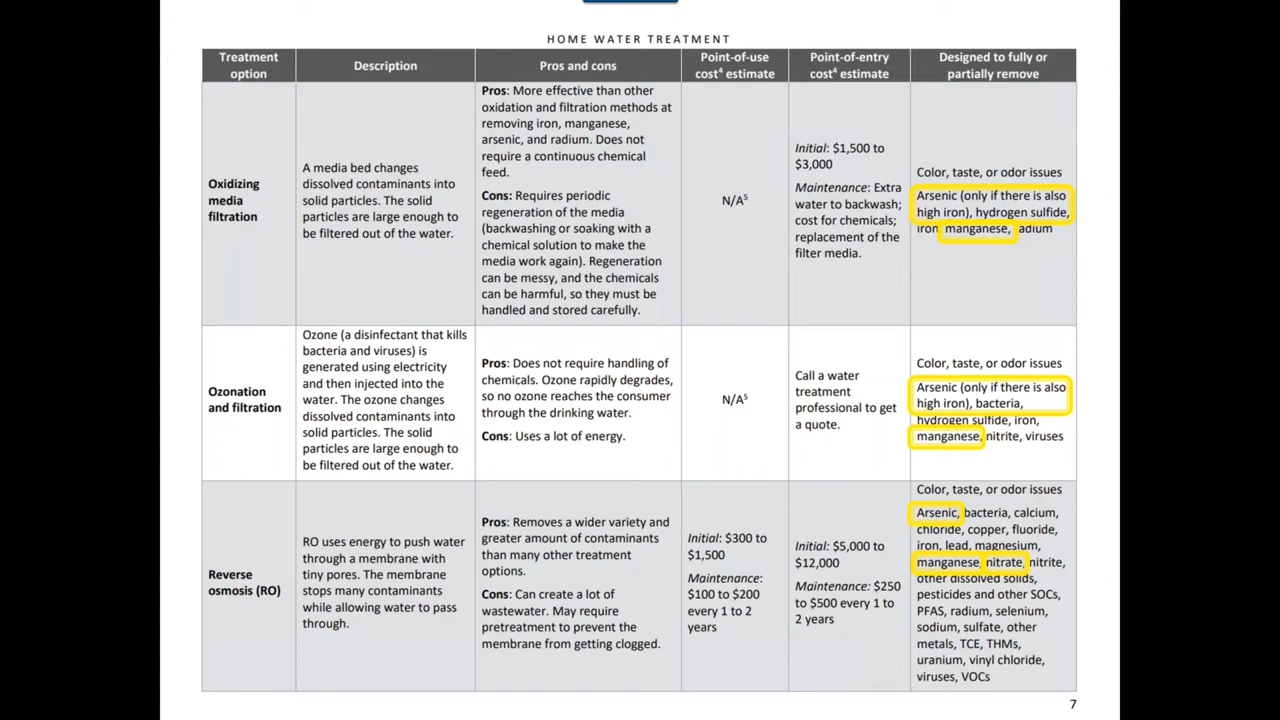 HOME WATER TREATMENT
Treatment
option
Description
Pros and cons
Point-of-use
cost4 estimate
Point-of-entry
cost4 estimate
Designed to fully or
partially remove
Oxidizing
media
filtration
A media bed changes
dissolved contaminants into
solid particles. The solid
particles are large enough to
be filtered out of the water.
Pros: More effective than other
oxidation and filtration methods at
removing iron, manganese,
arsenic, and radium. Does not
require a continuous chemical
feed.
Cons: Requires periodic
regeneration of the media
(backwashing or soaking with a
chemical solution to make the
media work again). Regeneration
can be messy, and the chemicals
can be harmful, so they must be
handled and stored carefully.
N/A5
Initial: $1,500 to
$3,000
Maintenance: Extra
water to backwash;
cost for chemicals;
replacement of the
filter media.
Color, taste, or odor issues
Arsenic (only if there is also
high iron), hydrogen sulfide,
iron, manganese, radium
Ozonation
and filtration
Ozone (a disinfectant that kills
bacteria and viruses) is
generated using electricity
and then injected into the
water. The ozone changes
dissolved contaminants into
solid particles. The solid
particles are large enough to
be filtered out of the water.
Pros: Does not require handling of
chemicals. Ozone rapidly degrades,
so no ozone reaches the consumer
through the drinking water.
Cons: Uses a lot of energy.
N/A5
Call a water
treatment
professional to get
a quote.
Color, taste, or odor issues
Arsenic (only if there is also
high iron), bacteria,
hydrogen sulfide, iron,
manganese, nitrite, viruses
Reverse
osmosis (RO)
RO uses energy to push water
through a membrane with
tiny pores. The membrane
stops many contaminants
while allowing water to pass
through.
Pros: Removes a wider variety and
greater amount of contaminants
than many other treatment
options.
Cons: Can create a lot of
wastewater. May require
pretreatment to prevent the
membrane from getting clogged.
Initial: $300 to
$1,500
Maintenance:
$100 to $200
every 1 to 2
years
Initial: $5,000 to
$12,000
Maintenance: $250
to $500 every 1 to
2 years
Color, taste, or odor issues
Arsenic, bacteria, calcium,
chloride, copper, fluoride,
iron, lead, magnesium,
manganese, nitrate, nitrite,
other dissolved solids,
pesticides and other SOCs,
PFAS, radium, selenium,
sodium, sulfate, other
metals, TCE, THMs,
uranium, vinyl chloride,
viruses, VOCs
7